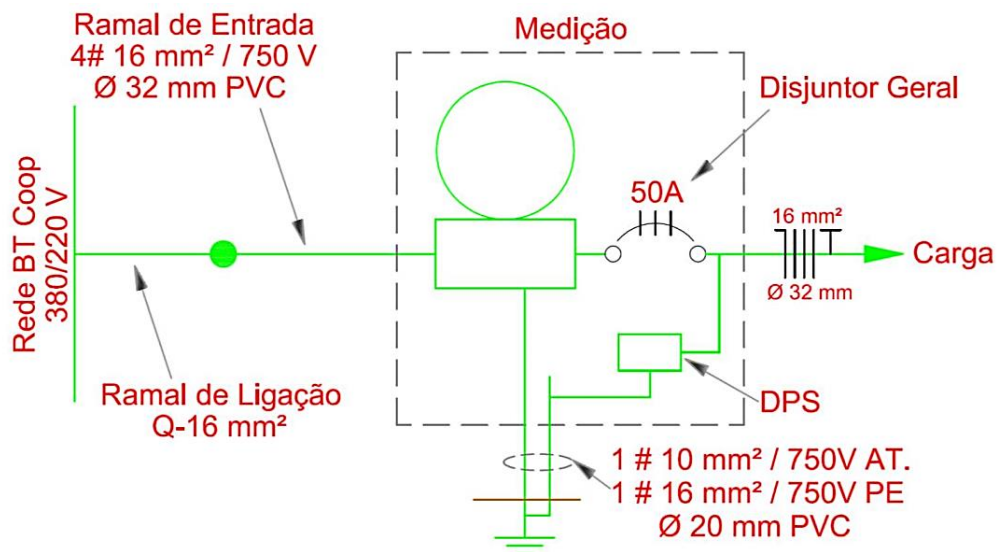 Ramal de Entrada
4# 16 mm² / 750 V
Ø 32 mm PVC
Medição
Disjuntor Geral
50A
16 mm²
Ø 32 mm
Carga
Rede BT Coop
380/220 V
Ramal de Ligação
Q-16 mm²
DPS
1 # 10 mm² / 750V AT.
1 # 16 mm² / 750V PE
Ø 20 mm PVC